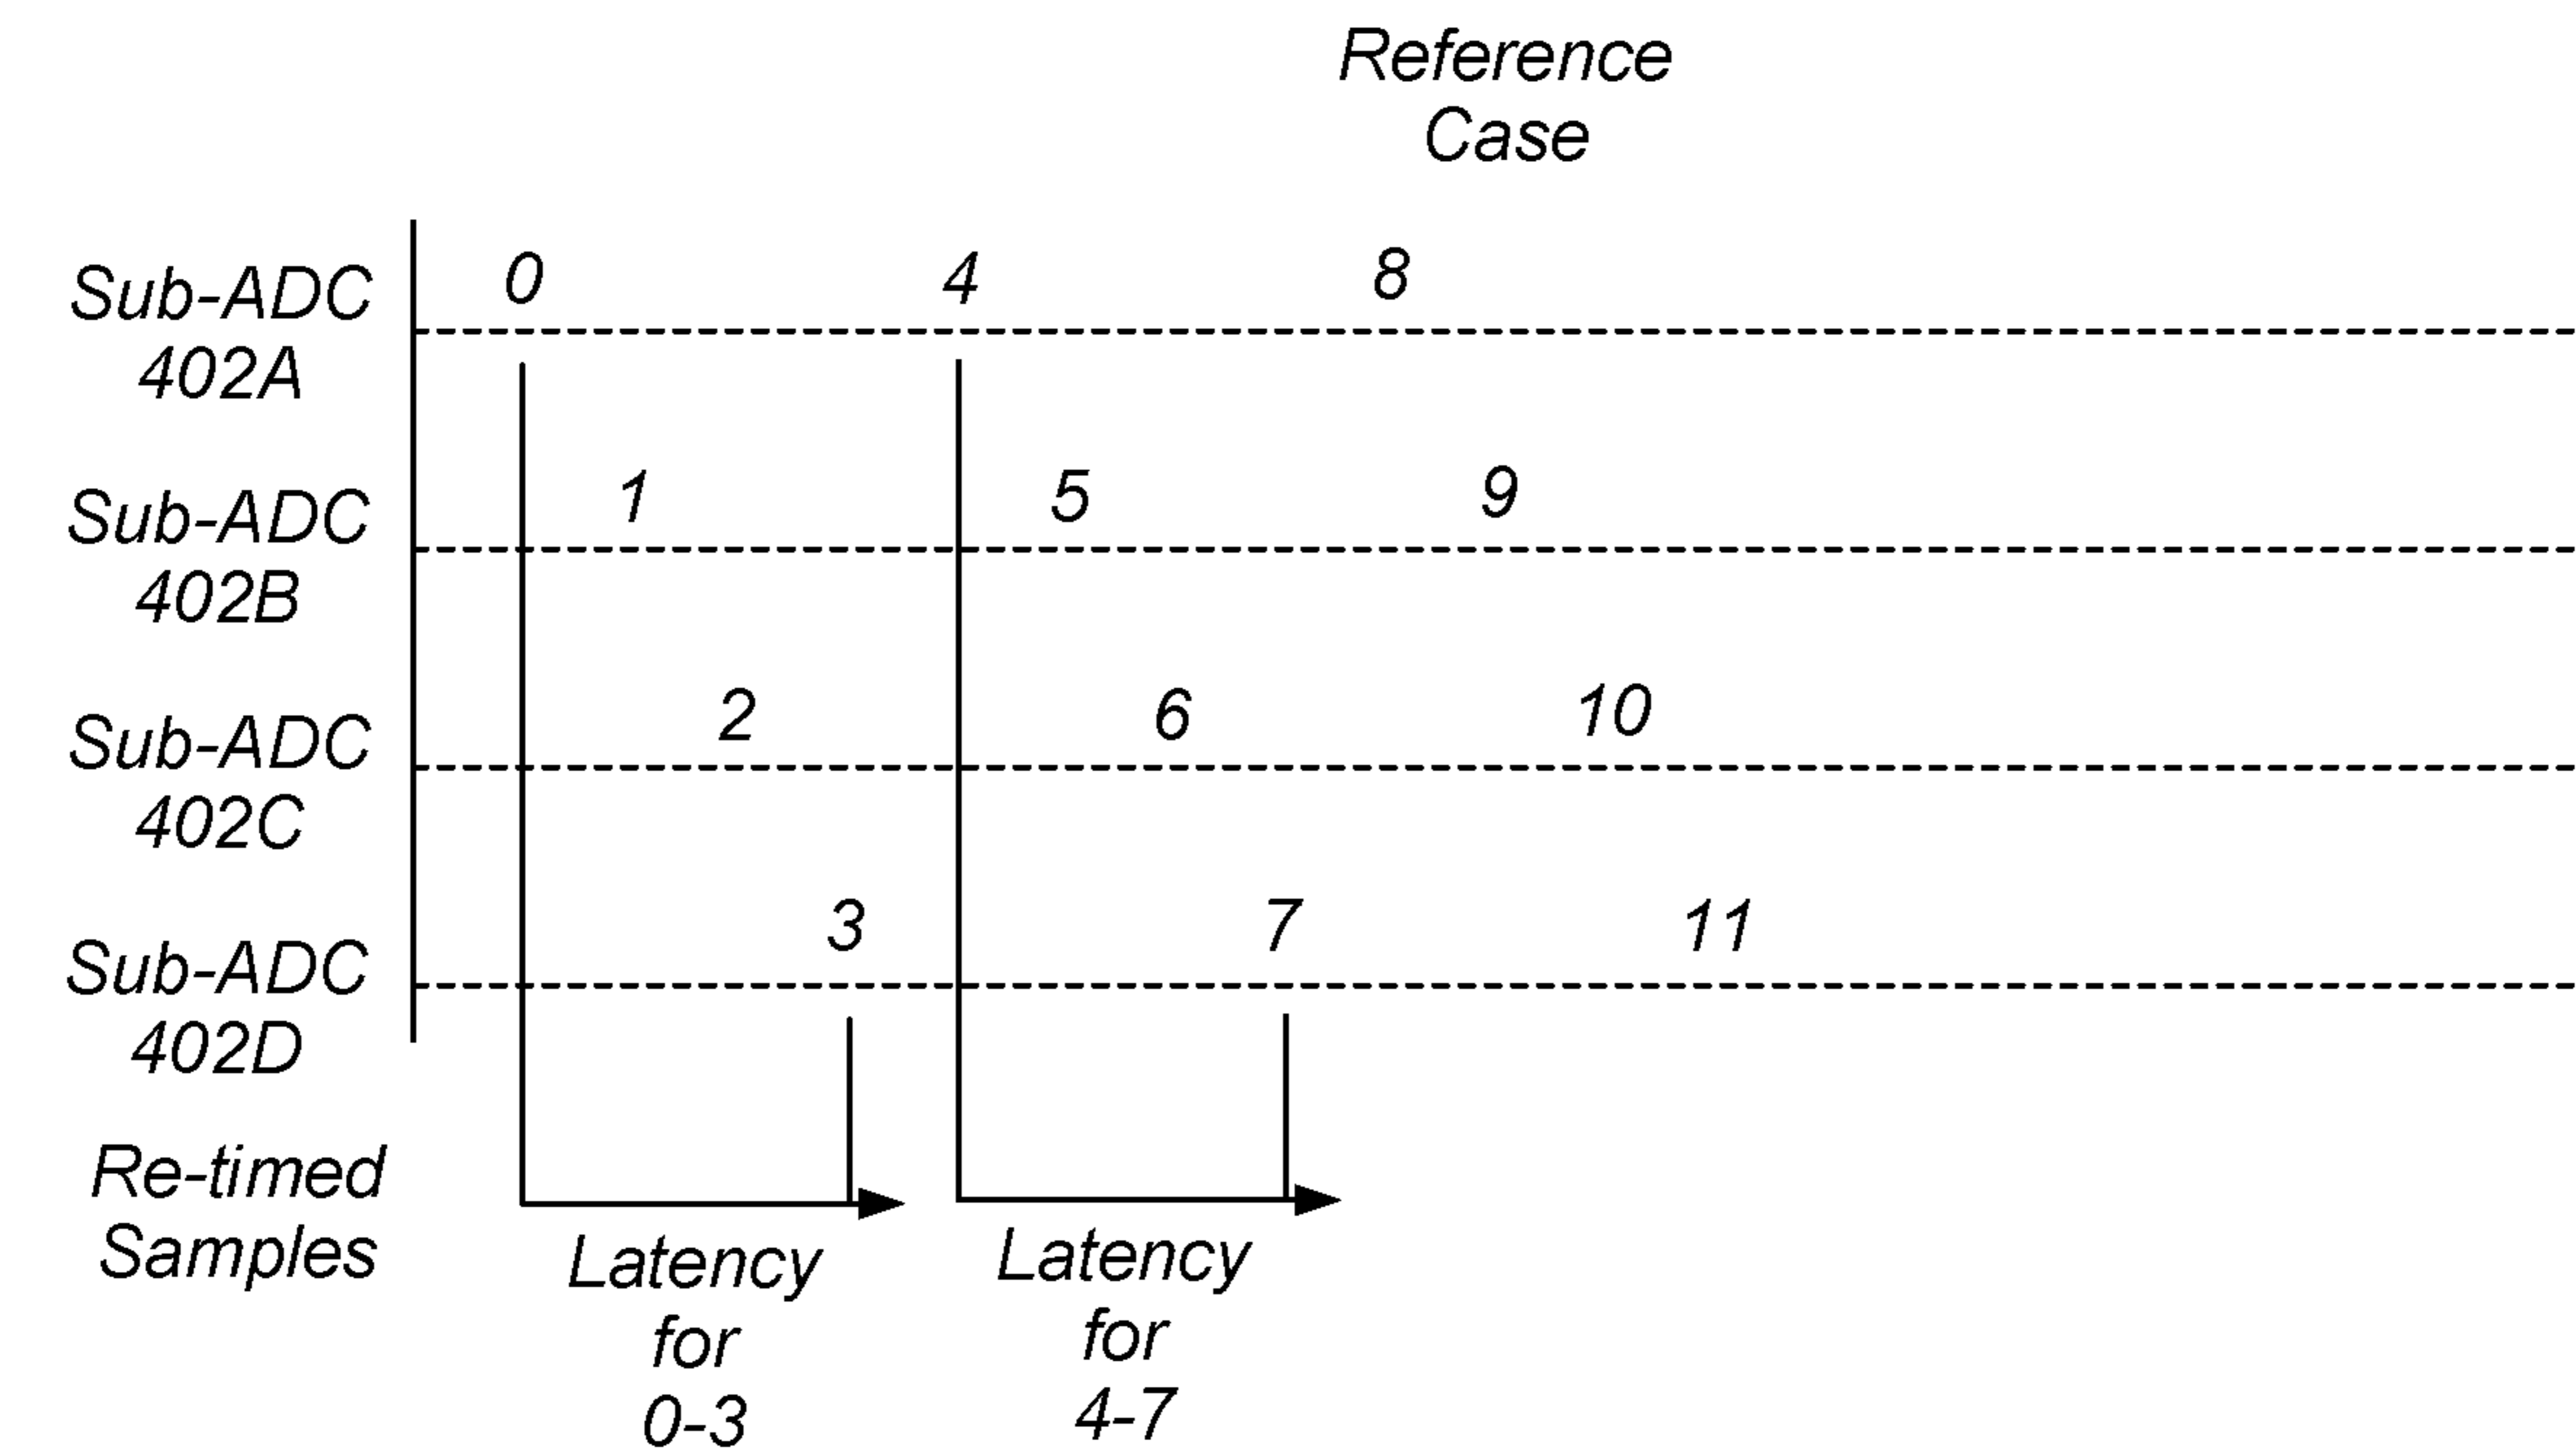 Reference
Case
Sub-ADC
402A
0 4 8
Sub-ADC
402B
1 5 9
Sub-ADC
402C
2 6 10
Sub-ADC
402D
3 7 11
Re-timed
Samples
Latency
for
0-3
Latency
for
4-7